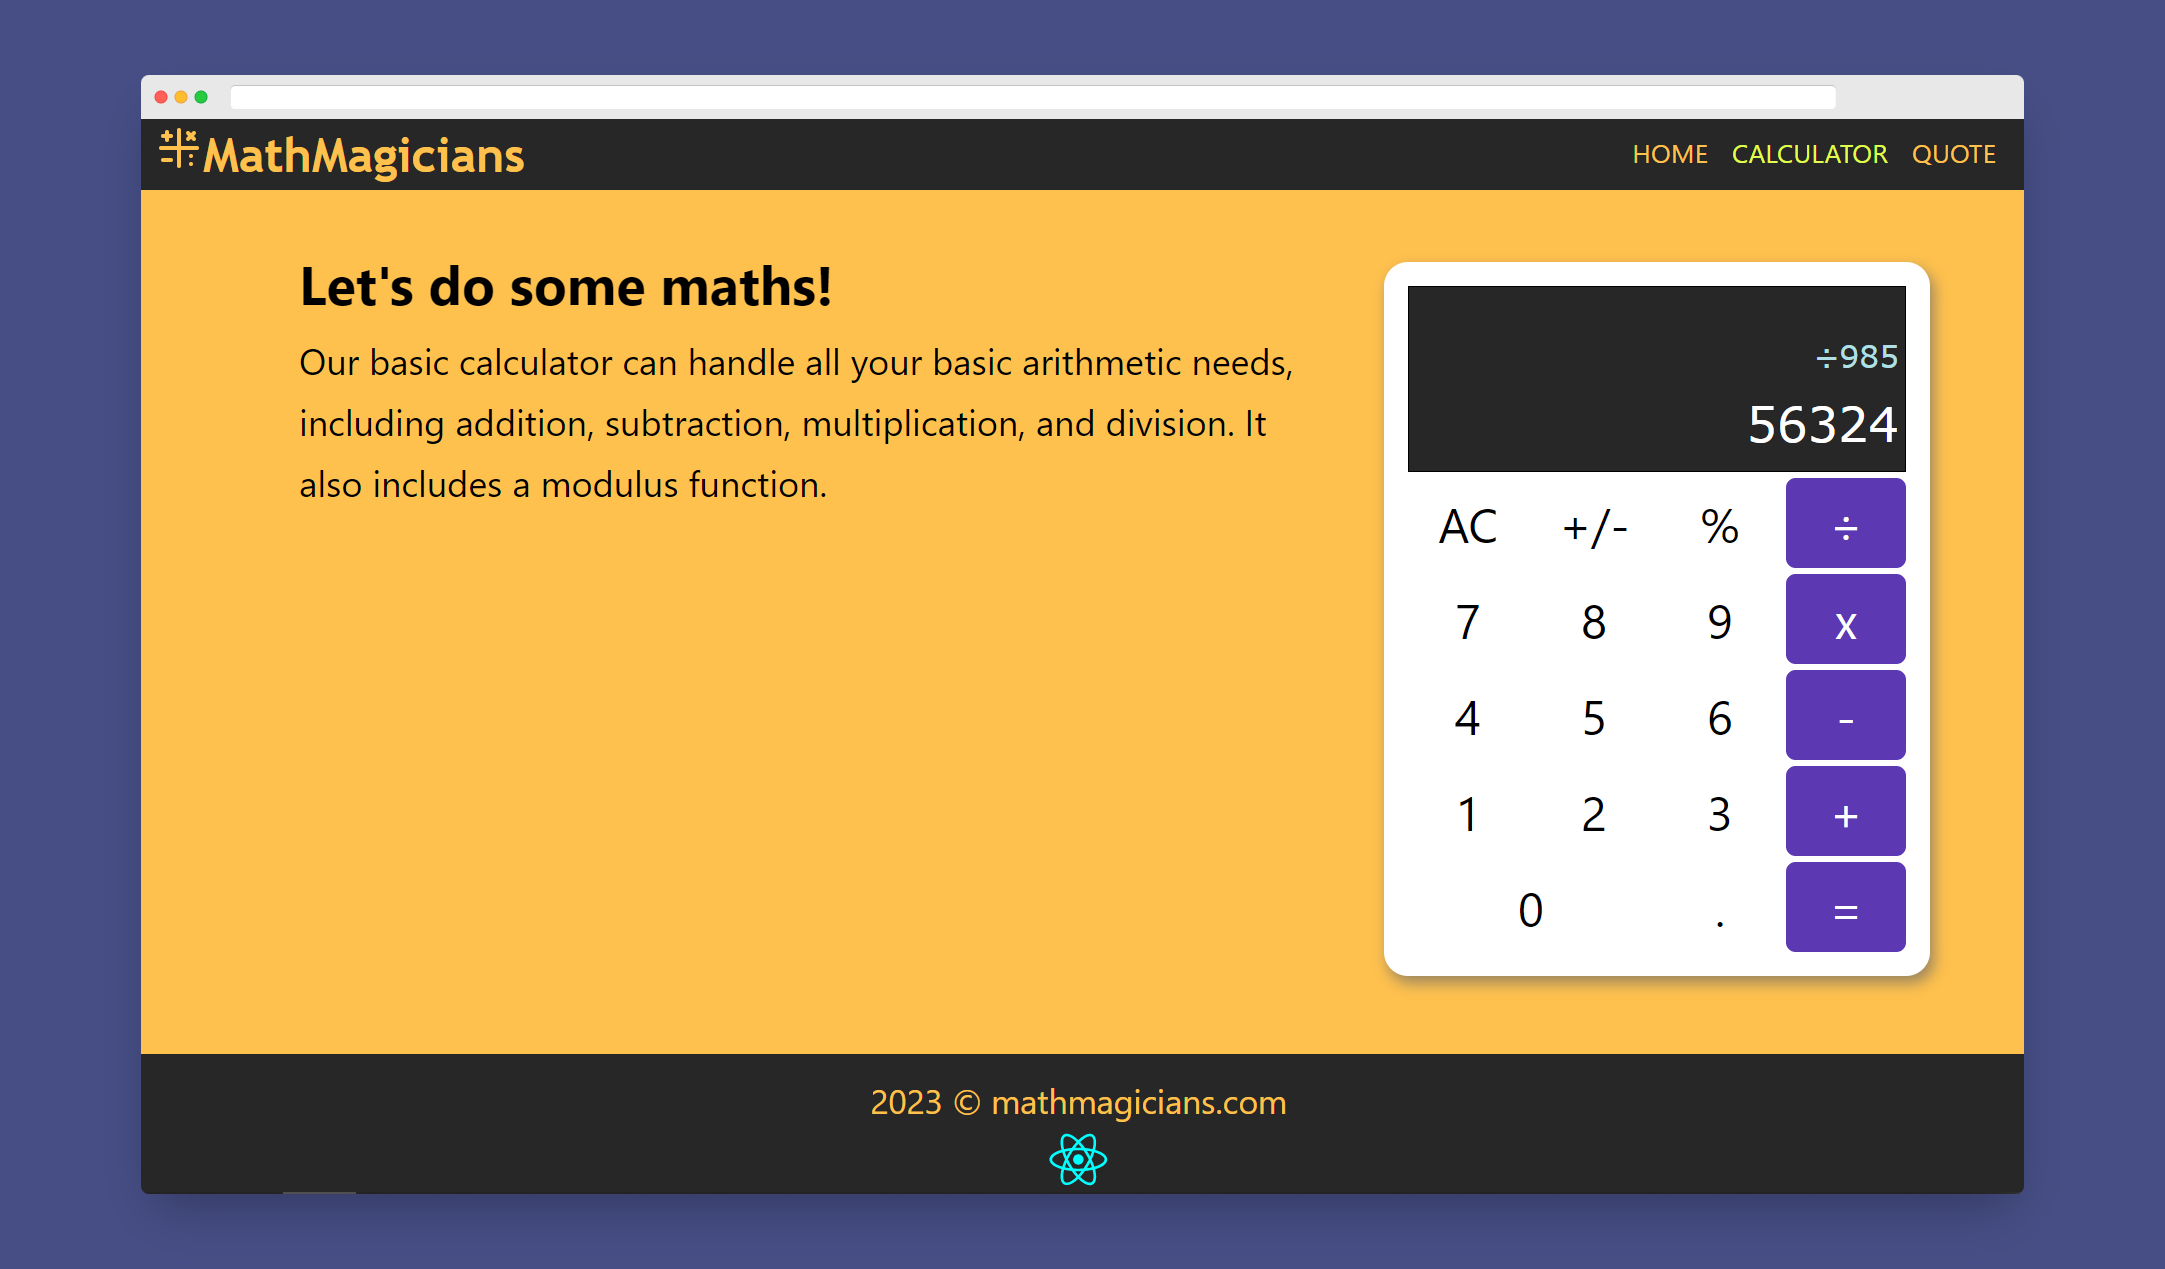 MathMagicians
HOME CALCULATOR QUOTE
Let's do some maths!
Our basic calculator can handle all your basic arithmetic needs,
including addition, subtraction, multiplication, and division. It
also includes a modulus function.
÷985
56324
AC +/- % ÷
7 8 9 x
4 5 6 -
1 2 3 +
0 . =
2023 © mathmagicians.com